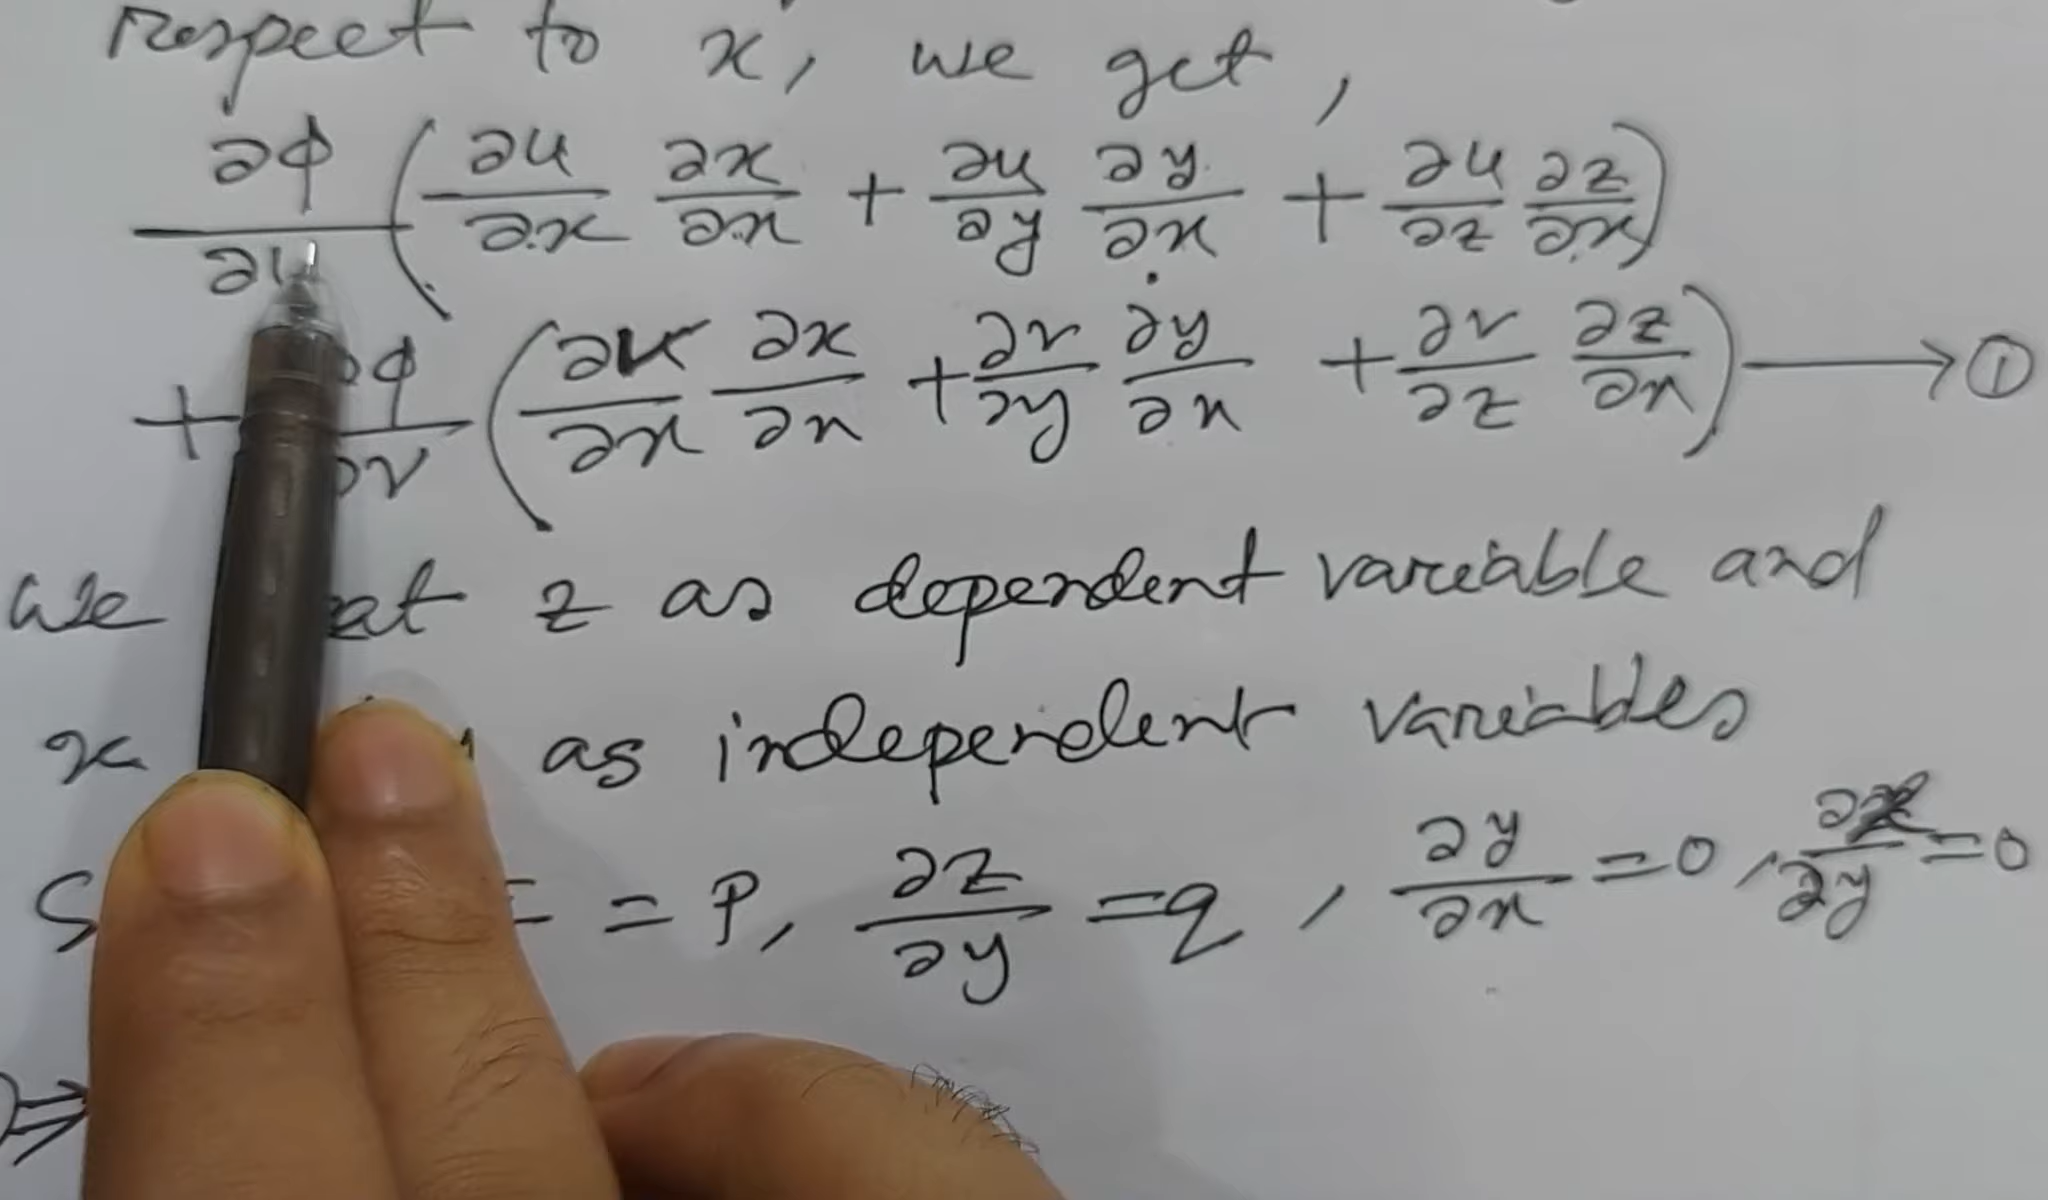 respect to x, we get,
∂φ/∂u (∂u/∂x ∂x/∂x + ∂u/∂y ∂y/∂x + ∂u/∂z ∂z/∂x)
+ ∂φ/∂v (∂v/∂x ∂x/∂x + ∂v/∂y ∂y/∂x + ∂v/∂z ∂z/∂x) ⟶ ①
we z as dependent variable and
x as independent variables
= p, ∂z/∂y = q, ∂y/∂x = 0, ∂x/∂y = 0
⇒